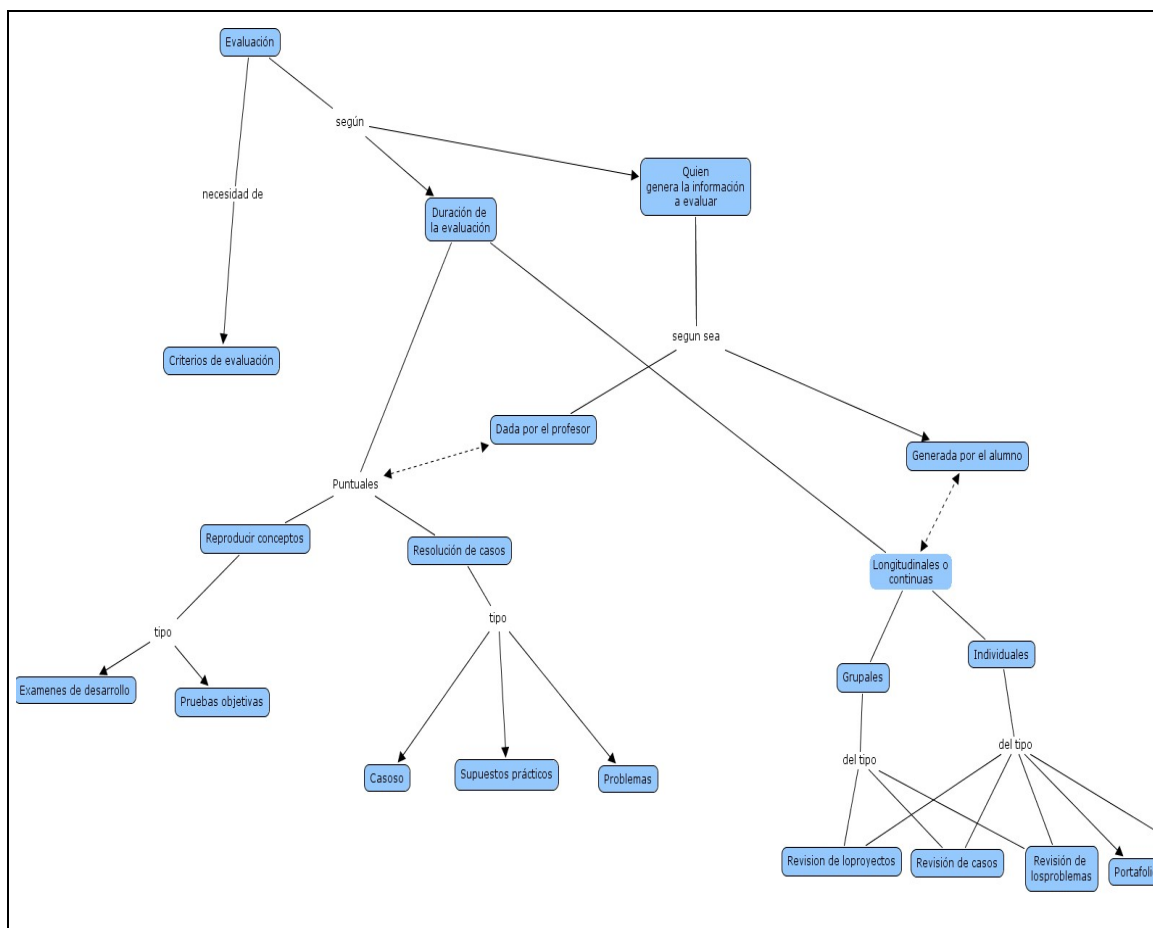 Evaluación
según
Quien
genera la información
a evaluar
necesidad de
Duración de
la evaluación
segun sea
Criterios de evaluación
Dada por el profesor
Generada por el alumno
Puntuales
Reproducir conceptos
Resolución de casos
Longitudinales o
continuas
tipo
tipo
Individuales
Grupales
Examenes de desarrollo
Pruebas objetivas
del tipo
del tipo
Casoso
Supuestos prácticos
Problemas
Revision de loproyectos
Revisión de casos
Revisión de
losproblemas
Portafolio